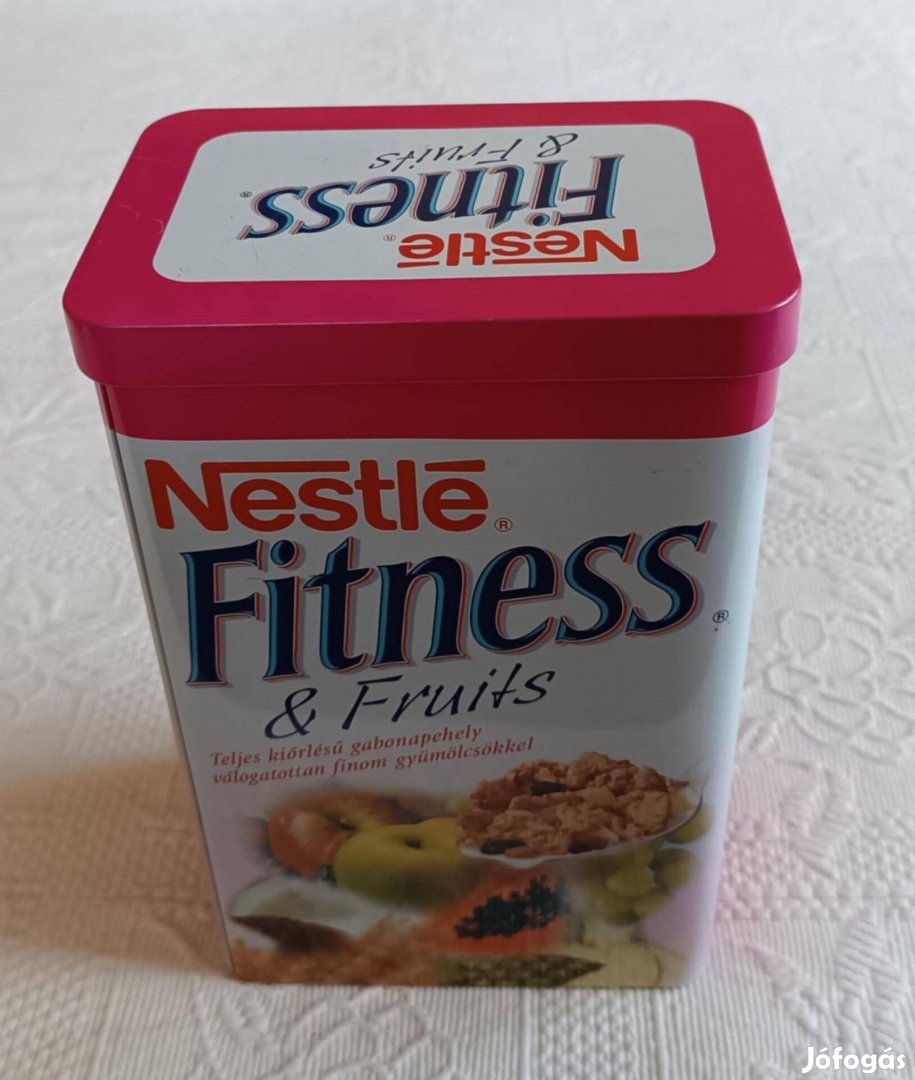 & Fruits
Fitness®
Nestlé®
Nestlé®
Fitness®
& Fruits
Teljes kiőrlésű gabonapehely
válogatottan finom gyümölcsökkel
Jófogás